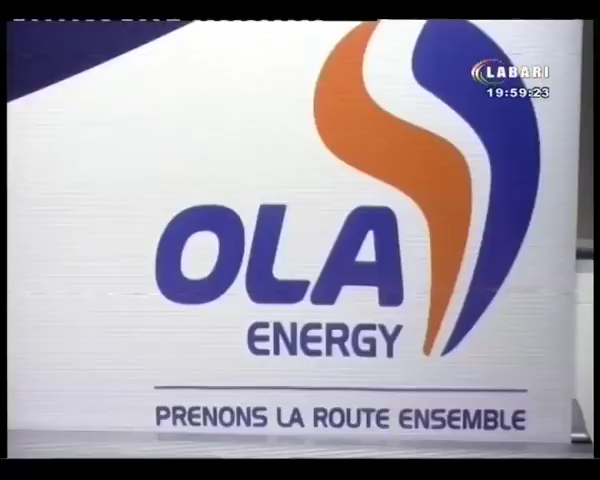 LABARI
19:59:23
OLA
ENERGY
PRENONS LA ROUTE ENSEMBLE